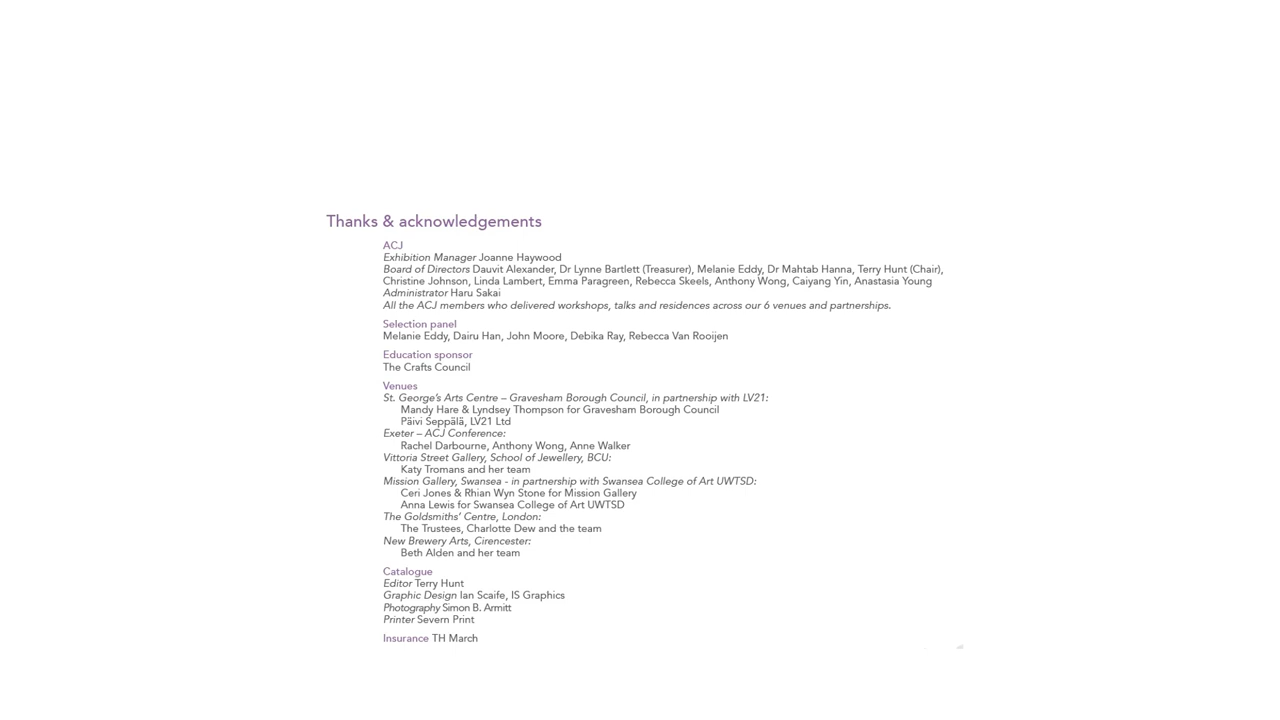 Thanks & acknowledgements
ACJ
Exhibition Manager Joanne Haywood
Board of Directors Dauvit Alexander, Dr Lynne Bartlett (Treasurer), Melanie Eddy, Dr Mahtab Hanna, Terry Hunt (Chair),
Christine Johnson, Linda Lambert, Emma Paragreen, Rebecca Skeels, Anthony Wong, Caiyang Yin, Anastasia Young
Administrator Haru Sakai
All the ACJ members who delivered workshops, talks and residences across our 6 venues and partnerships.
Selection panel
Melanie Eddy, Dairu Han, John Moore, Debika Ray, Rebecca Van Rooijen
Education sponsor
The Crafts Council
Venues
St. George's Arts Centre – Gravesham Borough Council, in partnership with LV21:
Mandy Hare & Lyndsey Thompson for Gravesham Borough Council
Päivi Seppälä, LV21 Ltd
Exeter – ACJ Conference:
Rachel Darbourne, Anthony Wong, Anne Walker
Vittoria Street Gallery, School of Jewellery, BCU:
Katy Tromans and her team
Mission Gallery, Swansea - in partnership with Swansea College of Art UWTSD:
Ceri Jones & Rhian Wyn Stone for Mission Gallery
Anna Lewis for Swansea College of Art UWTSD
The Goldsmiths' Centre, London:
The Trustees, Charlotte Dew and the team
New Brewery Arts, Cirencester:
Beth Alden and her team
Catalogue
Editor Terry Hunt
Graphic Design Ian Scaife, IS Graphics
Photography Simon B. Armitt
Printer Severn Print
Insurance TH March